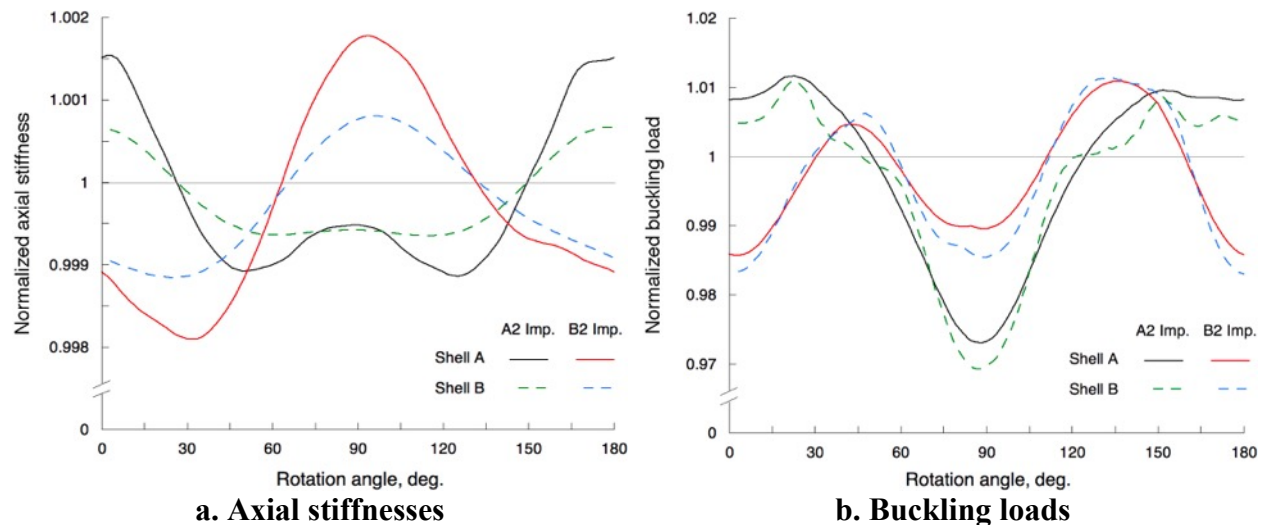 1.002
1.001
1
0.999
0.998
0
Normalized axial stiffness
A2 Imp. B2 Imp.
Shell A
Shell B
0 30 60 90 120 150 180
Rotation angle, deg.
a. Axial stiffnesses
1.02
1.01
1
0.99
0.98
0.97
0
Normalized buckling load
A2 Imp. B2 Imp.
Shell A
Shell B
0 30 60 90 120 150 180
Rotation angle, deg.
b. Buckling loads